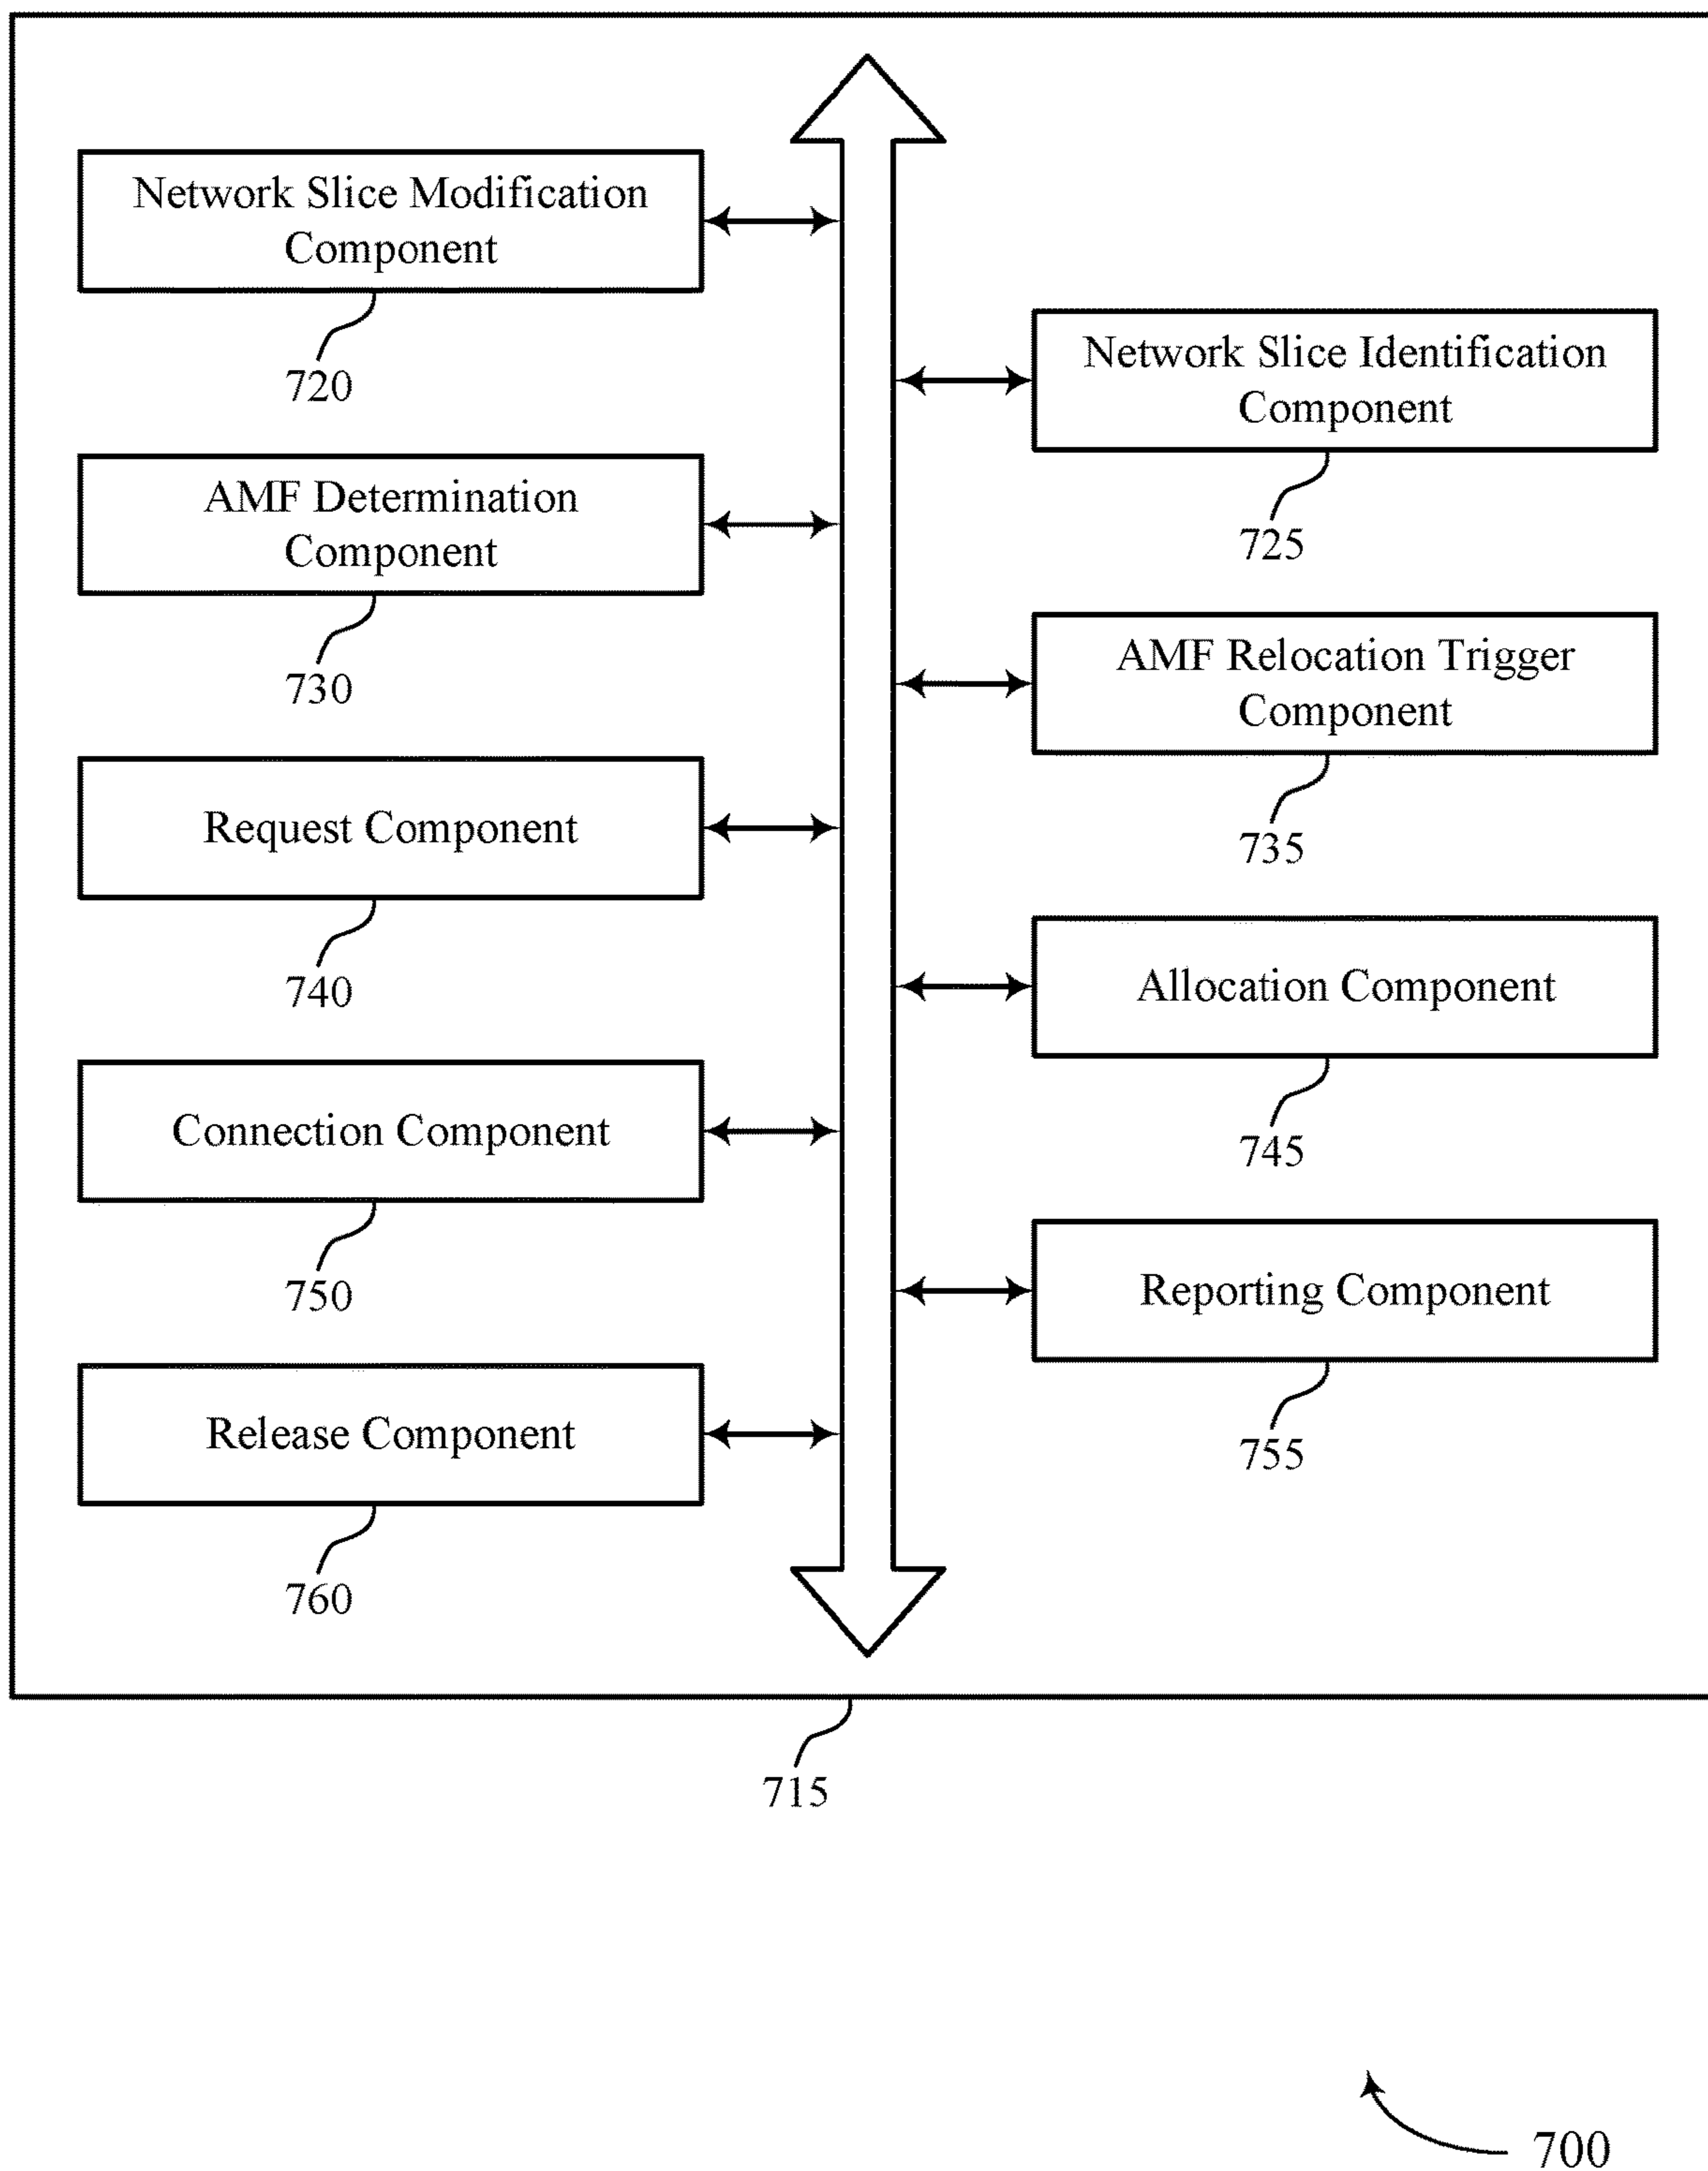 Network Slice Modification
Component
720
Network Slice Identification
Component
725
AMF Determination
Component
730
AMF Relocation Trigger
Component
735
Request Component
740
Allocation Component
745
Connection Component
750
Reporting Component
755
Release Component
760
715
700